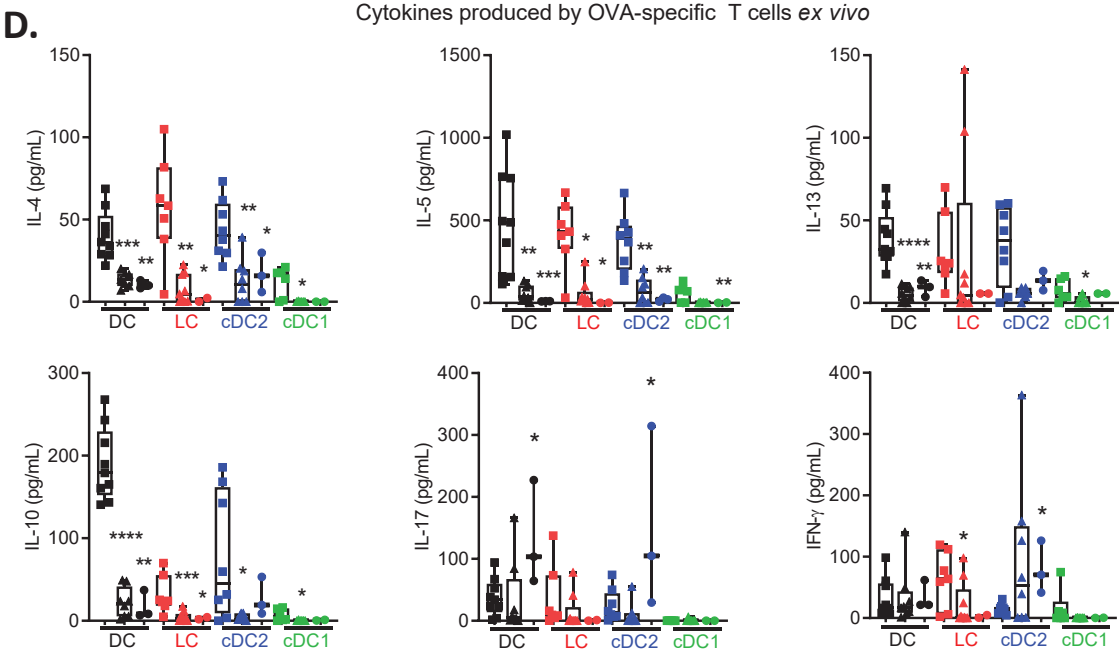 D.
Cytokines produced by OVA-specific T cells ex vivo
IL-4 (pg/mL)
150
100
50
0
***
**
**
*
**
*
*
DC
LC
cDC2
cDC1
IL-5 (pg/mL)
1500
1000
500
0
**
***
*
*
**
**
**
DC
LC
cDC2
cDC1
IL-13 (pg/mL)
150
100
50
0
****
**
*
DC
LC
cDC2
cDC1
IL-10 (pg/mL)
300
200
100
0
****
**
***
*
*
*
DC
LC
cDC2
cDC1
IL-17 (pg/mL)
400
300
200
100
0
*
*
DC
LC
cDC2
cDC1
IFN-γ (pg/mL)
400
300
200
100
0
*
*
DC
LC
cDC2
cDC1